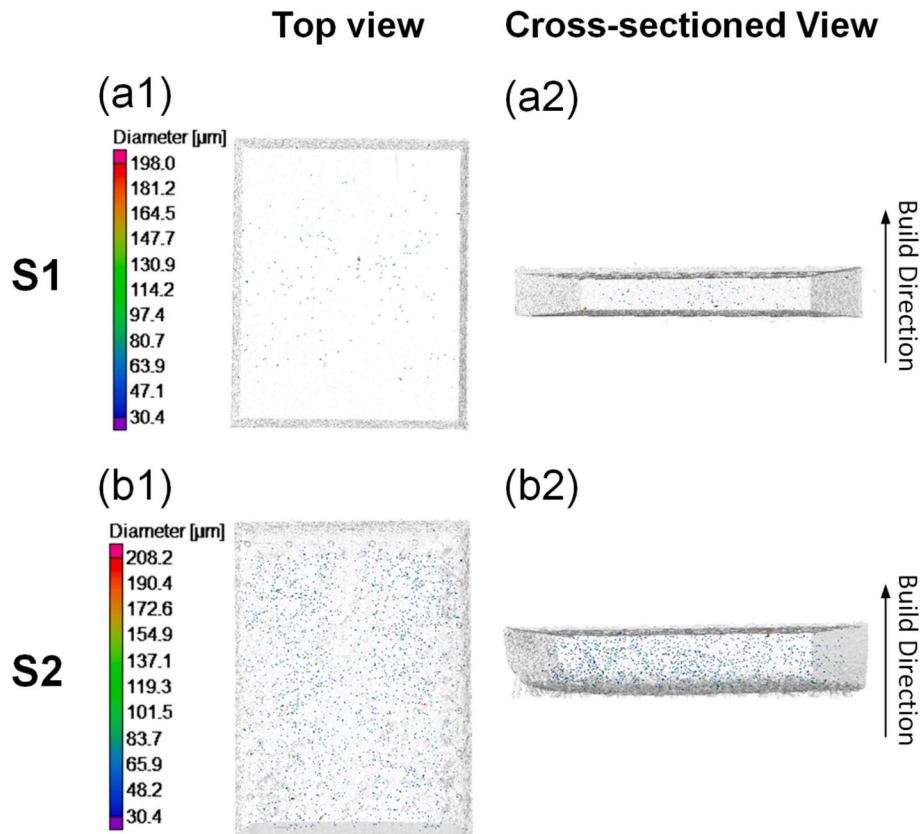 Top view
Cross-sectioned View
(a1)
(a2)
Diameter [µm]
198.0
181.2
164.5
147.7
130.9
114.2
97.4
80.7
63.9
47.1
30.4
S1
Build Direction
(b1)
(b2)
Diameter [µm]
208.2
190.4
172.6
154.9
137.1
119.3
101.5
83.7
65.9
48.2
30.4
S2
Build Direction